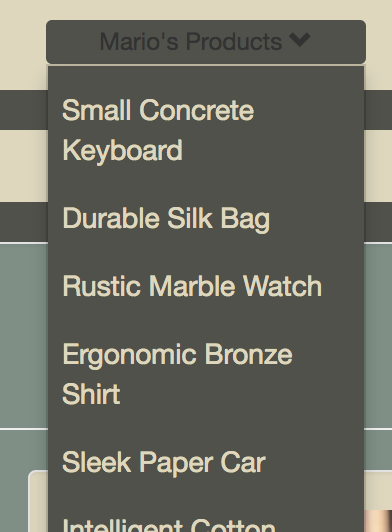 Mario's Products
Small Concrete
Keyboard
Durable Silk Bag
Rustic Marble Watch
Ergonomic Bronze
Shirt
Sleek Paper Car
Intelligent Cotton